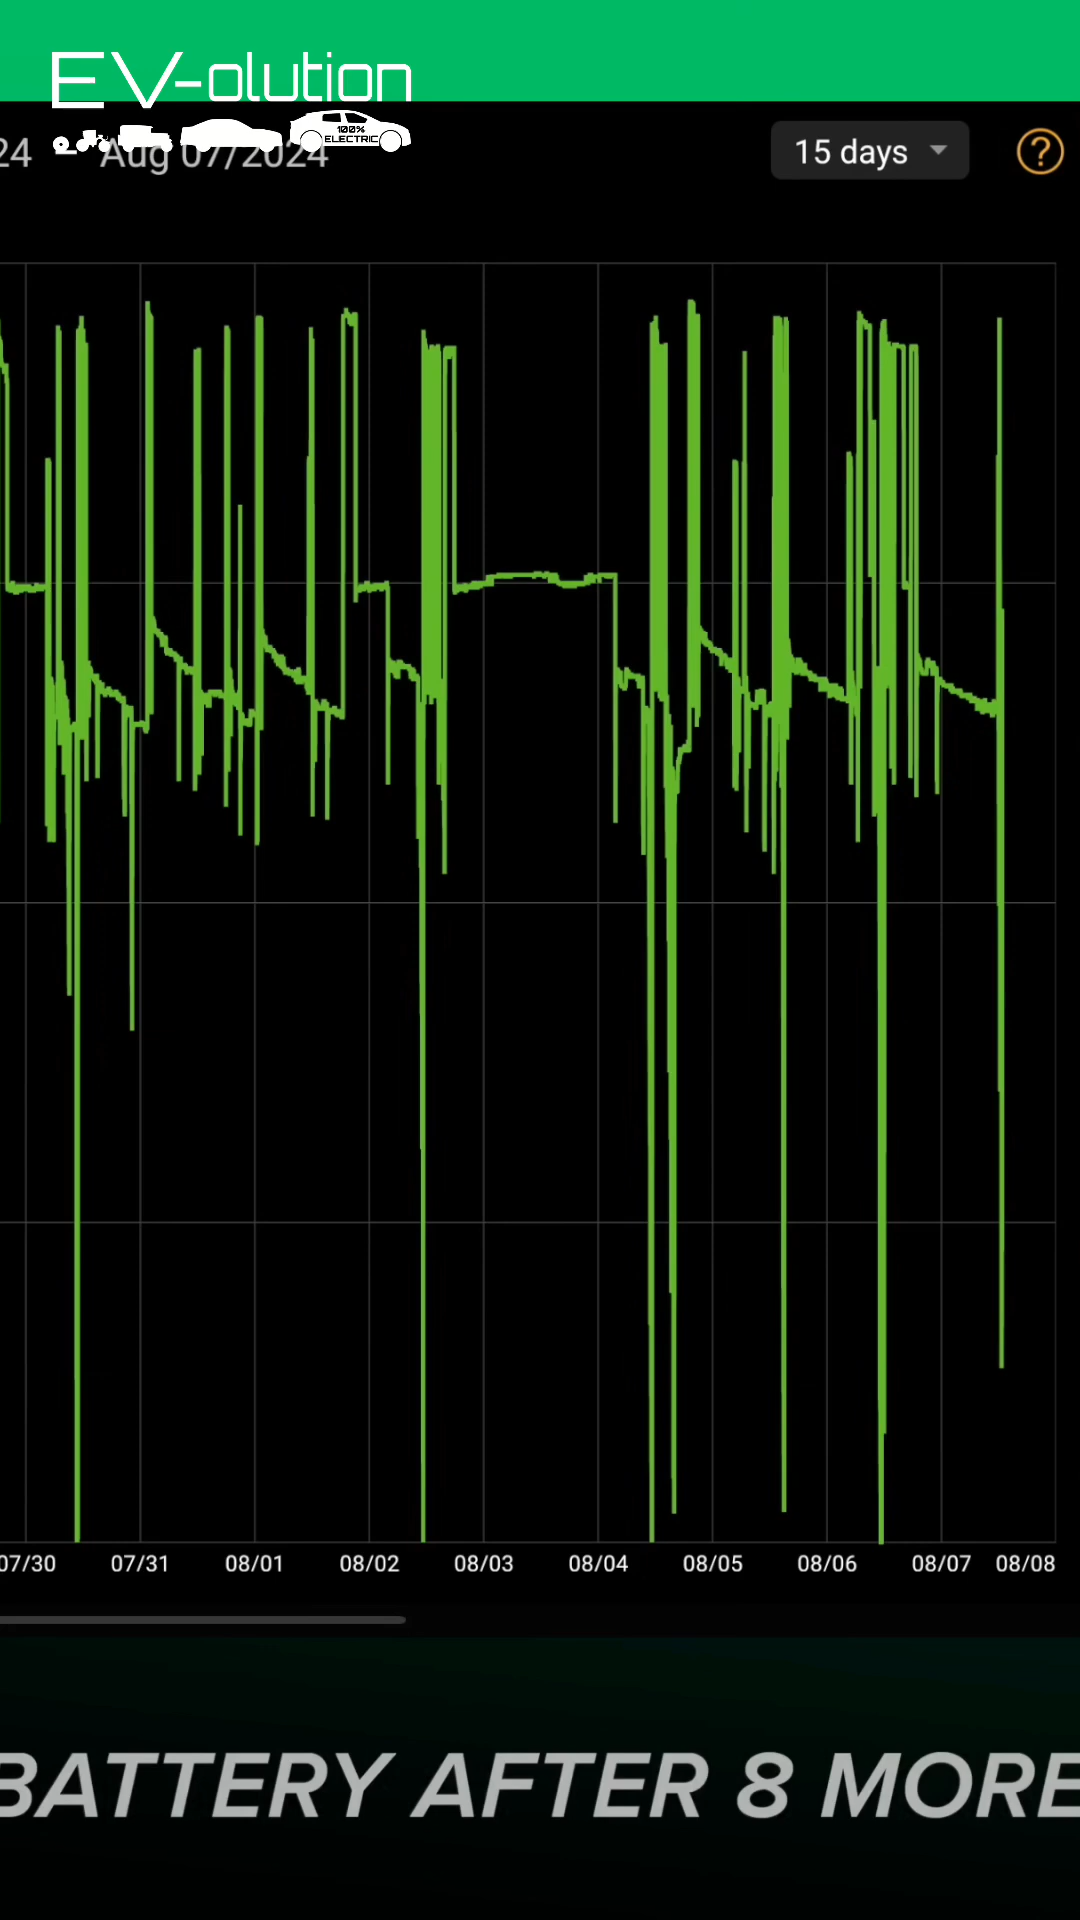 EV-olution
100%
ELECTRIC
24 - Aug 07/2024
15 days
?
07/30 07/31 08/01 08/02 08/03 08/04 08/05 08/06 08/07 08/08
BATTERY AFTER 8 MORE